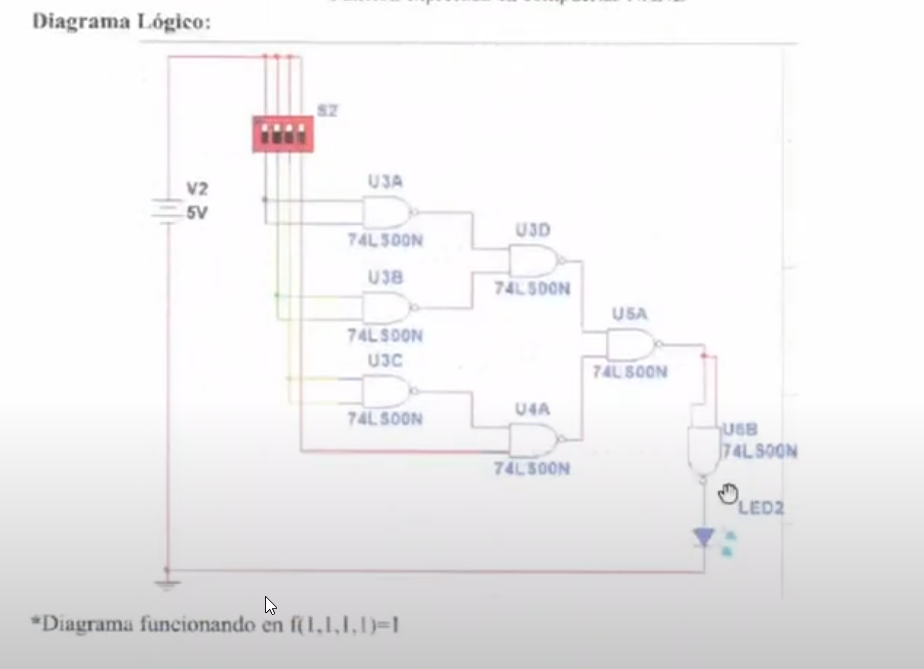 Diagrama Lógico:
S2
V2
5V
U3A
74LS00N
U3D
74LS00N
U3B
74LS00N
U5A
74LS00N
U3C
74LS00N
U4A
74LS00N
U6B
74LS00N
LED2
*Diagrama funcionando en f(1,1,1,1)=1